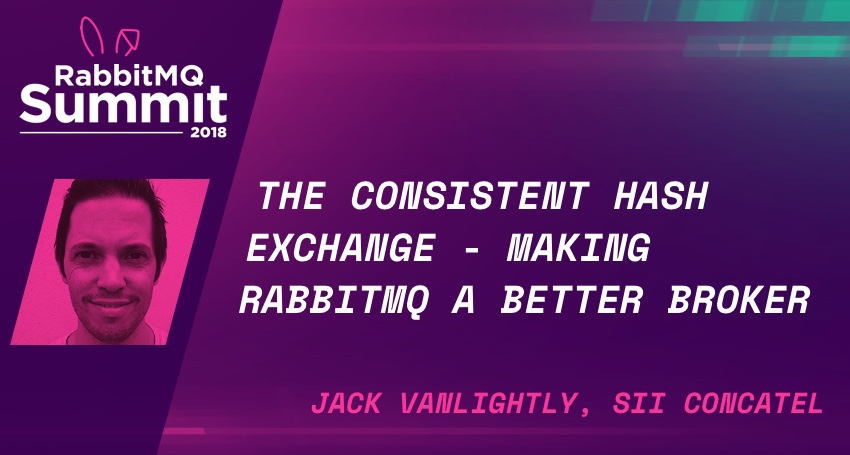 RabbitMQ
Summit
2018
THE CONSISTENT HASH
EXCHANGE - MAKING
RABBITMQ A BETTER BROKER
JACK VANLIGHTLY, SII CONCATEL